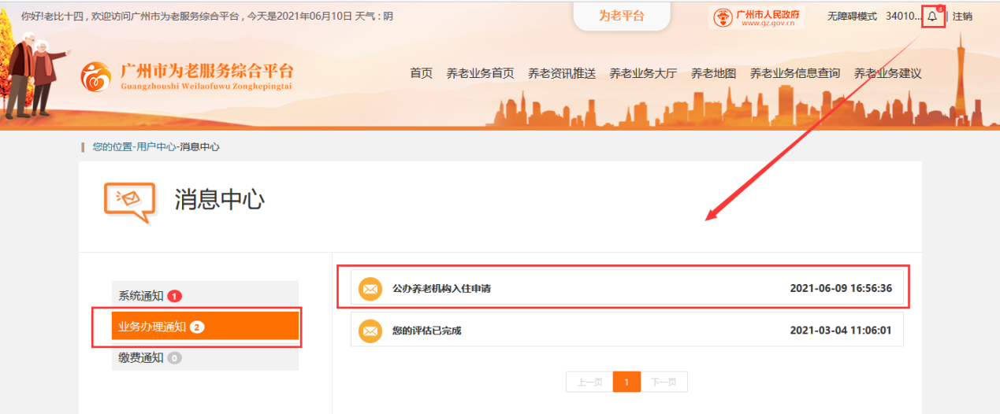 你好!老比十四 , 欢迎访问广州市为老服务综合平台 , 今天是2021年06月10日 天气 : 阴
为老平台
广州市人民政府
www.gz.gov.cn
无障碍模式 34010... 3 | 注销
广州市为老服务综合平台
Guangzhoushi Weilaofuwu Zonghepingtai
首页 养老业务首页 养老资讯推送 养老业务大厅 养老地图 养老业务信息查询 养老业务建议
您的位置-用户中心-消息中心
消息中心
系统通知 1
业务办理通知 2
缴费通知 0
公办养老机构入住申请 2021-06-09 16:56:36
您的评估已完成 2021-03-04 11:06:01
上一页 1 下一页